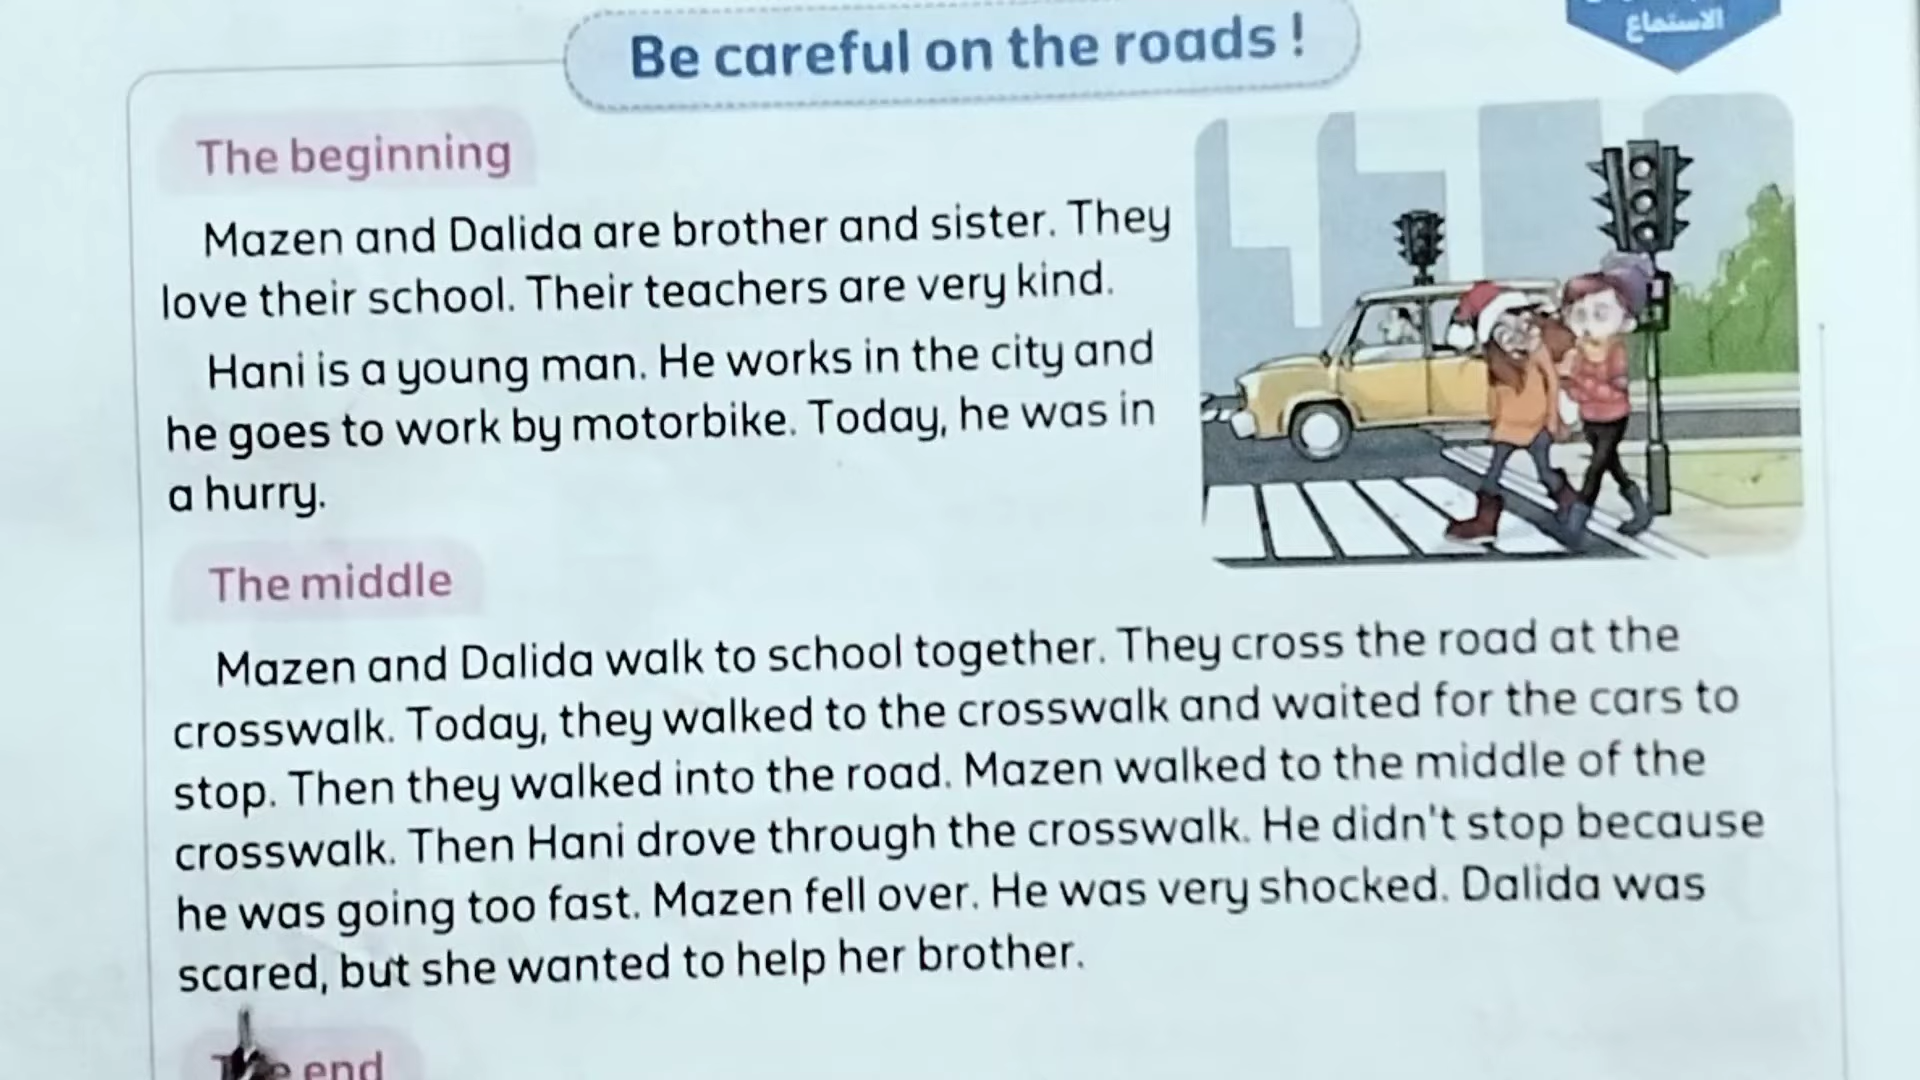 Be careful on the roads !
الاستماع
The beginning
Mazen and Dalida are brother and sister. They
love their school. Their teachers are very kind.
Hani is a young man. He works in the city and
he goes to work by motorbike. Today, he was in
a hurry.
The middle
Mazen and Dalida walk to school together. They cross the road at the
crosswalk. Today, they walked to the crosswalk and waited for the cars to
stop. Then they walked into the road. Mazen walked to the middle of the
crosswalk. Then Hani drove through the crosswalk. He didn't stop because
he was going too fast. Mazen fell over. He was very shocked. Dalida was
scared, but she wanted to help her brother.
The end